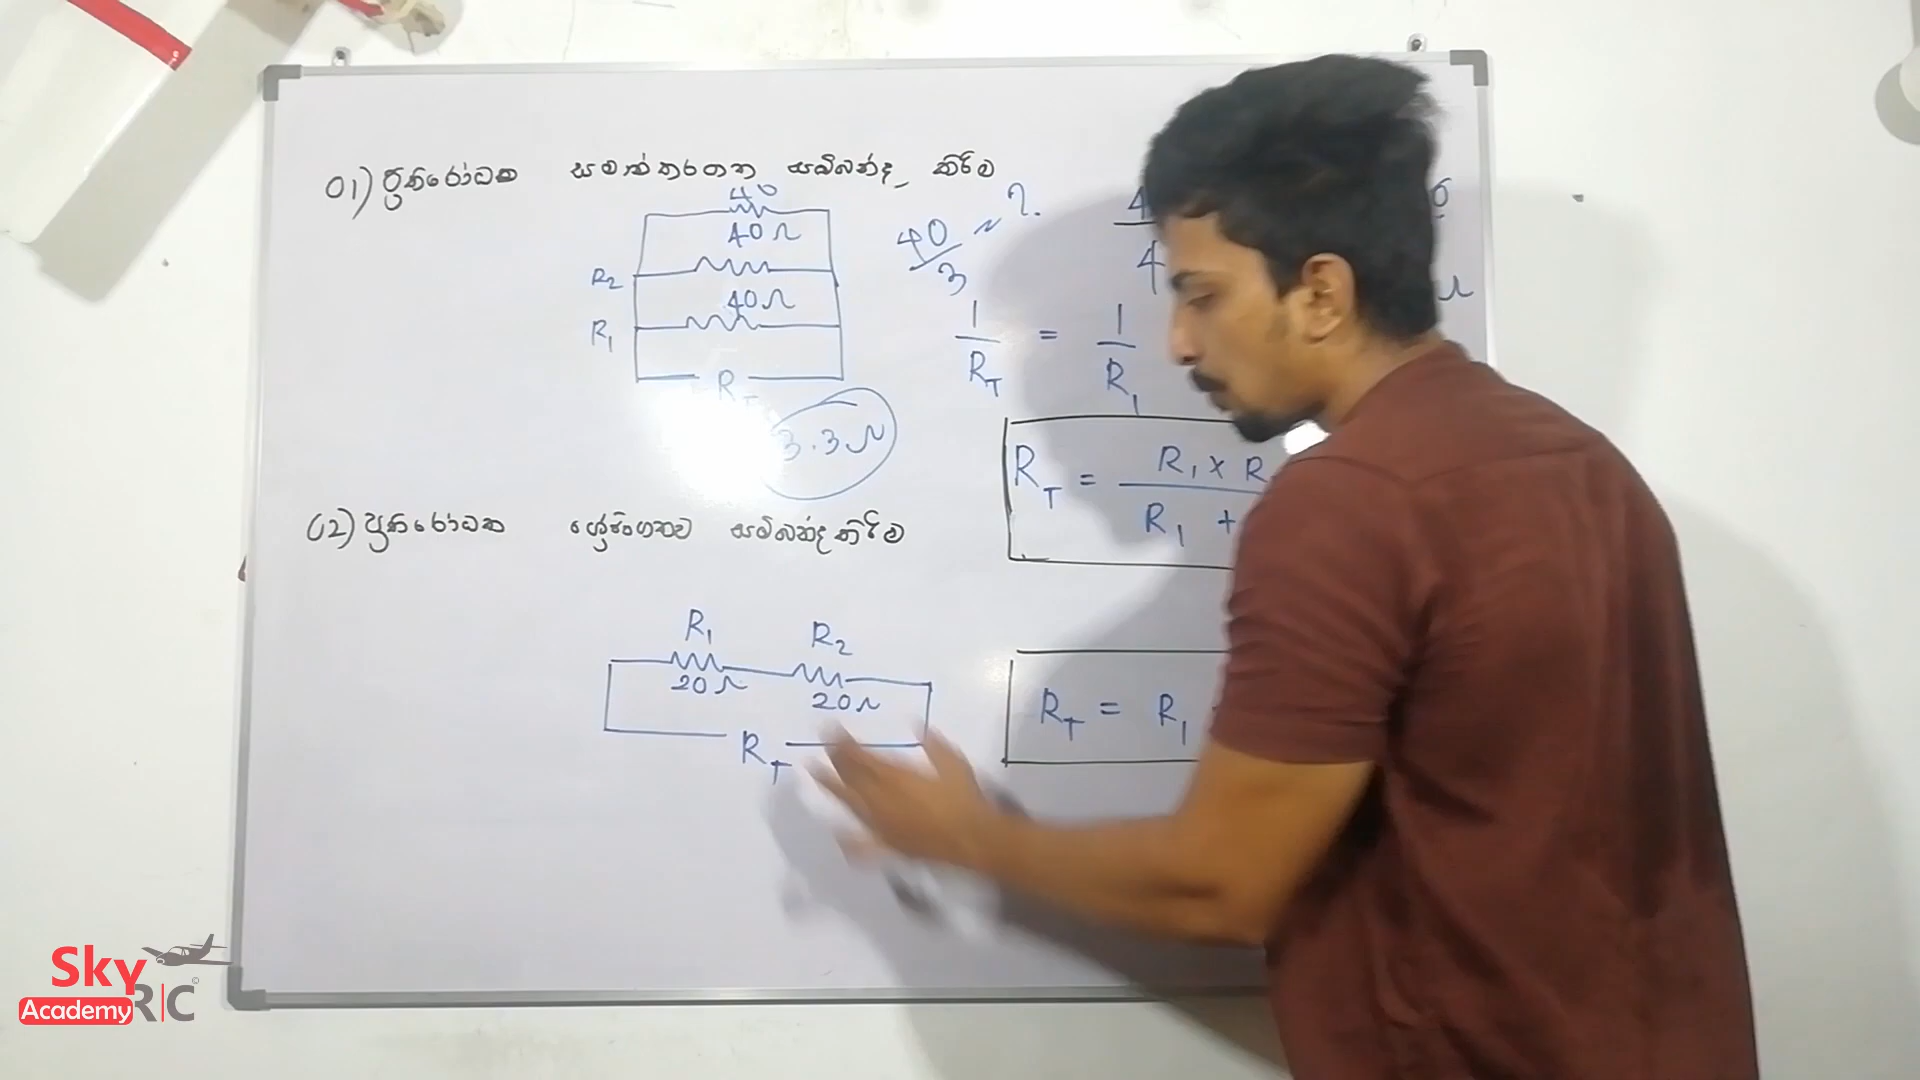 01) ප්‍රතිරෝධක සමාන්තරගත සම්බන්ද කිරීම
40
40Ω
R2
40Ω
R1
RT
3.3Ω
40/3 ~ ?
4
4
1/RT = 1/R1
RT = R1 x R
R1 +
02) ප්‍රතිරෝධක ශ්‍රේණිගතව සම්බන්ද කිරීම
R1 R2
20Ω 20Ω
RT
RT = R1
Sky
Academy R|C